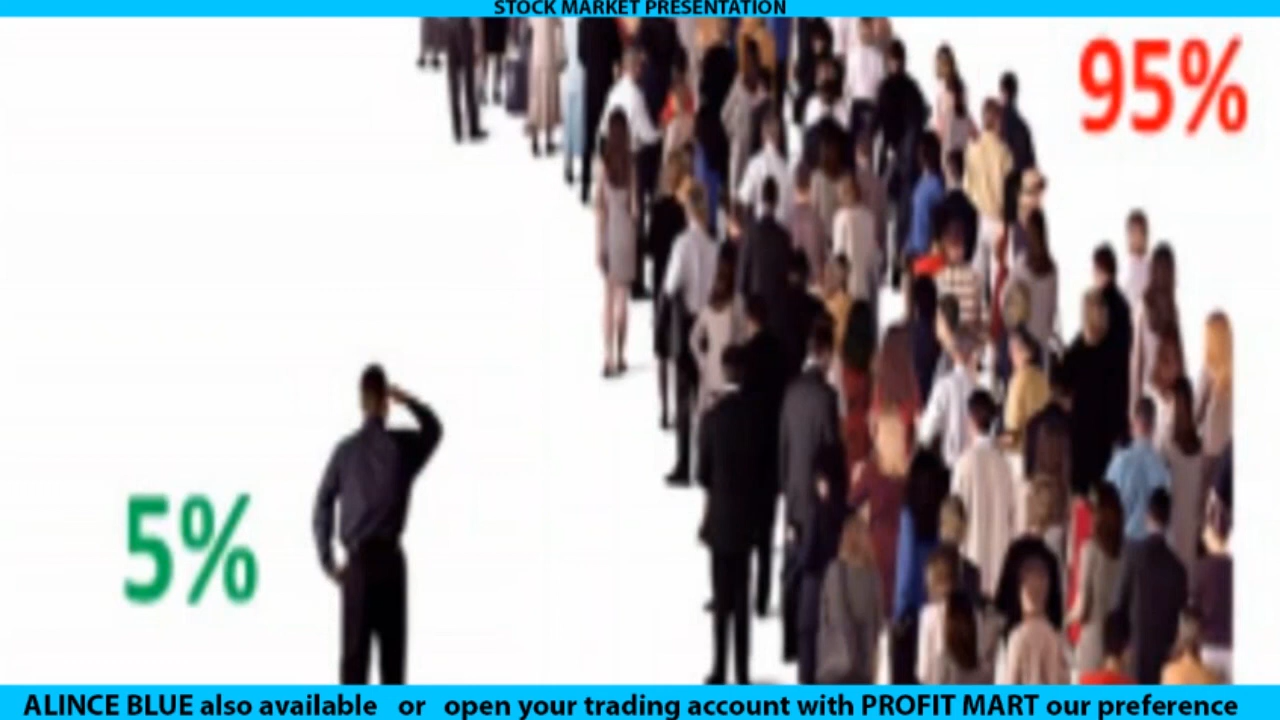 STOCK MARKET PRESENTATION
95%
5%
ALINCE BLUE also available or open your trading account with PROFIT MART our preference